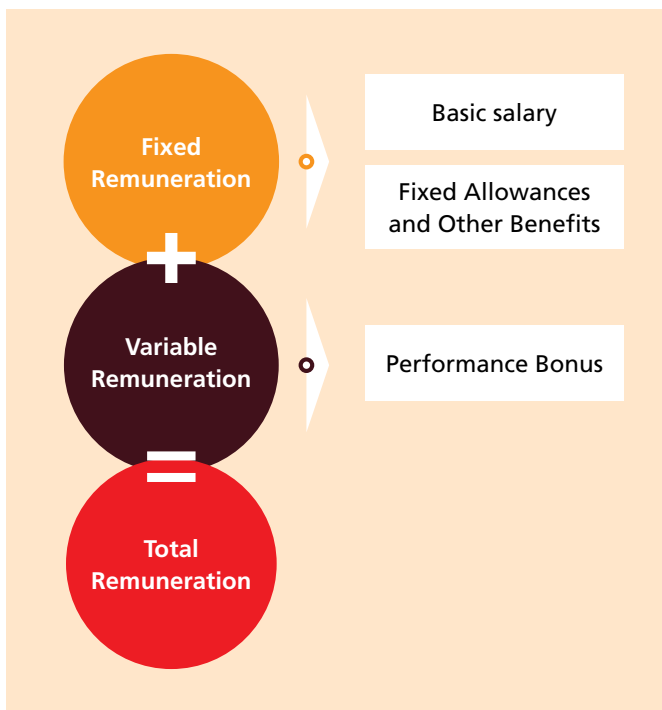 Fixed
Remuneration
Basic salary
Fixed Allowances
and Other Benefits
+
Variable
Remuneration
Performance Bonus
=
Total
Remuneration